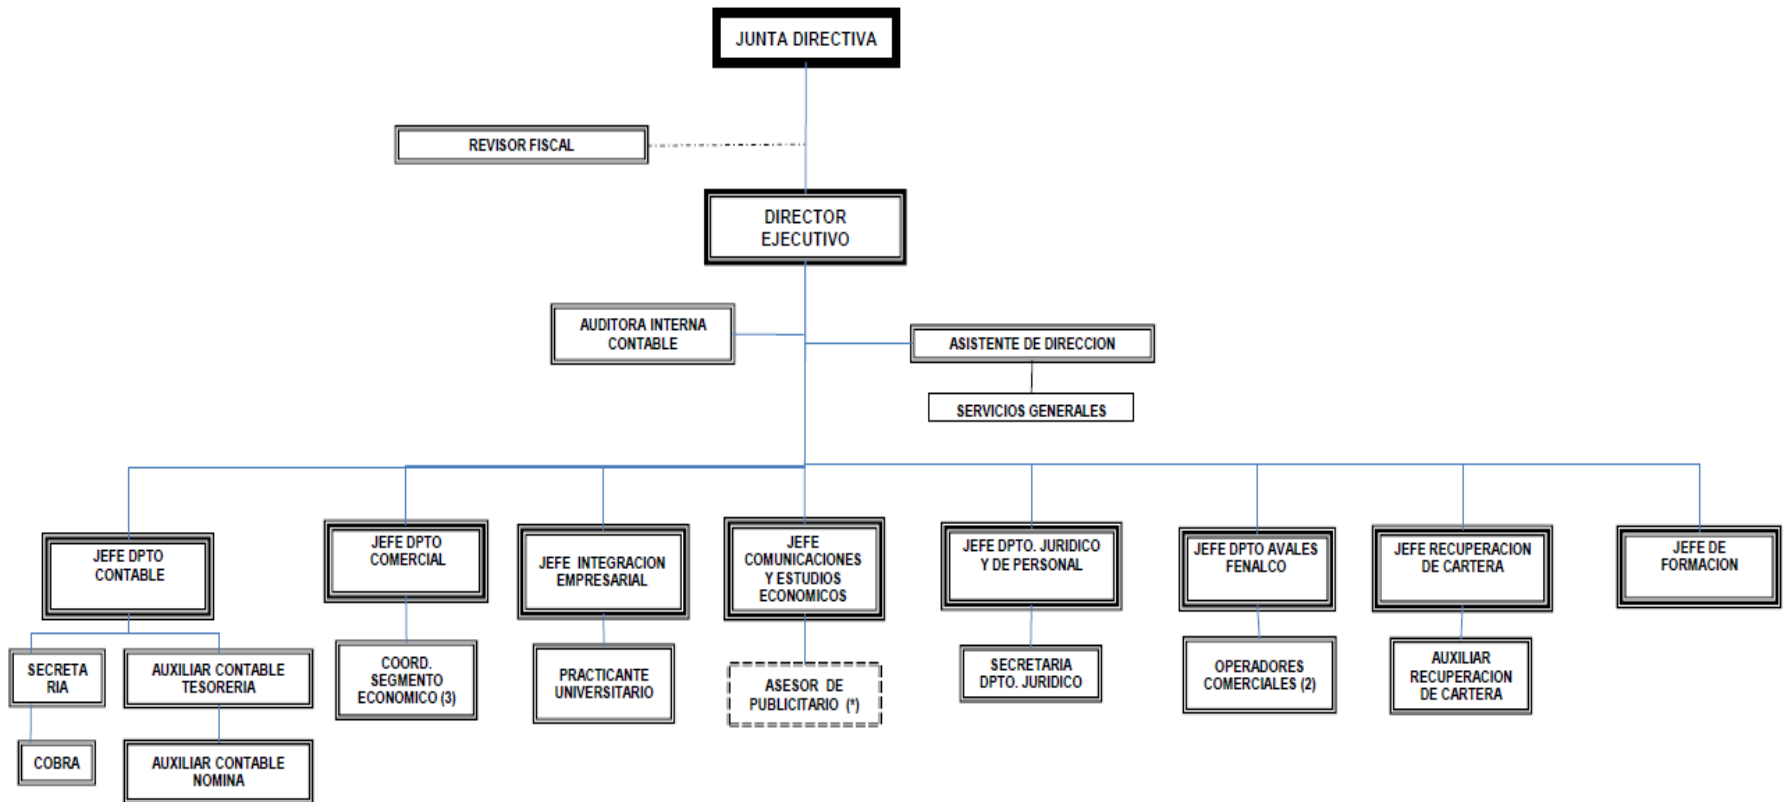 JUNTA DIRECTIVA
REVISOR FISCAL
DIRECTOR
EJECUTIVO
AUDITORA INTERNA
CONTABLE
ASISTENTE DE DIRECCION
SERVICIOS GENERALES
JEFE DPTO
CONTABLE
JEFE DPTO
COMERCIAL
JEFE INTEGRACION
EMPRESARIAL
JEFE
COMUNICACIONES
Y ESTUDIOS
ECONOMICOS
JEFE DPTO. JURIDICO
Y DE PERSONAL
JEFE DPTO AVALES
FENALCO
JEFE RECUPERACION
DE CARTERA
JEFE DE
FORMACION
SECRETA
RIA
AUXILIAR CONTABLE
TESORERIA
COORD.
SEGMENTO
ECONOMICO (3)
PRACTICANTE
UNIVERSITARIO
ASESOR DE
PUBLICITARIO (*)
SECRETARIA
DPTO. JURIDICO
OPERADORES
COMERCIALES (2)
AUXILIAR
RECUPERACION
DE CARTERA
COBRA
AUXILIAR CONTABLE
NOMINA